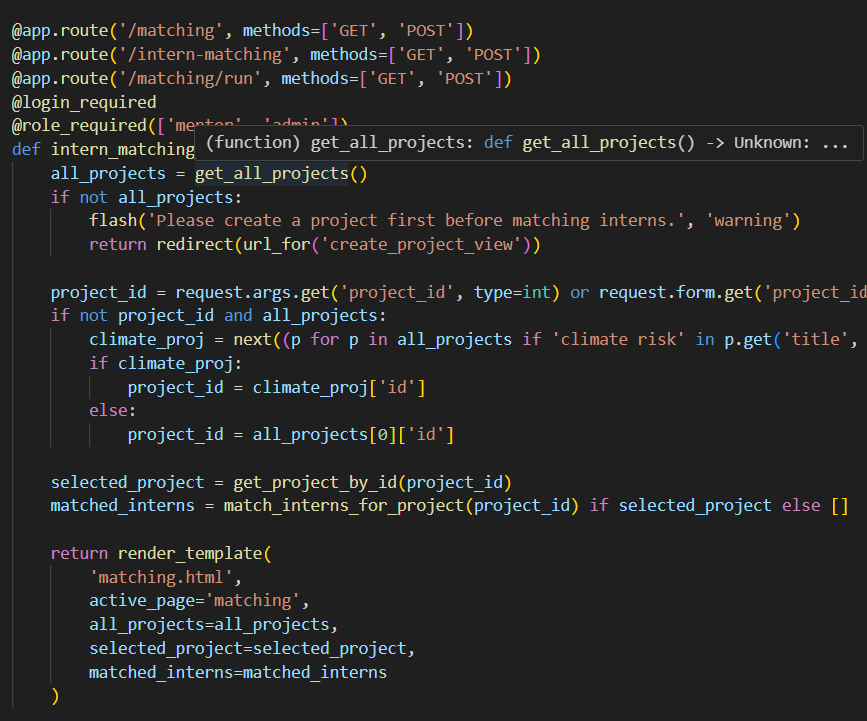 @app.route('/matching', methods=['GET', 'POST'])
@app.route('/intern-matching', methods=['GET', 'POST'])
@app.route('/matching/run', methods=['GET', 'POST'])
@login_required
@role_required(['mentor', 'admin'])
(function) get_all_projects: def get_all_projects() -> Unknown: ...
def intern_matching
    all_projects = get_all_projects()
    if not all_projects:
        flash('Please create a project first before matching interns.', 'warning')
        return redirect(url_for('create_project_view'))
    project_id = request.args.get('project_id', type=int) or request.form.get('project_id
    if not project_id and all_projects:
        climate_proj = next((p for p in all_projects if 'climate risk' in p.get('title',
        if climate_proj:
            project_id = climate_proj['id']
        else:
            project_id = all_projects[0]['id']
    selected_project = get_project_by_id(project_id)
    matched_interns = match_interns_for_project(project_id) if selected_project else []
    return render_template(
        'matching.html',
        active_page='matching',
        all_projects=all_projects,
        selected_project=selected_project,
        matched_interns=matched_interns
    )